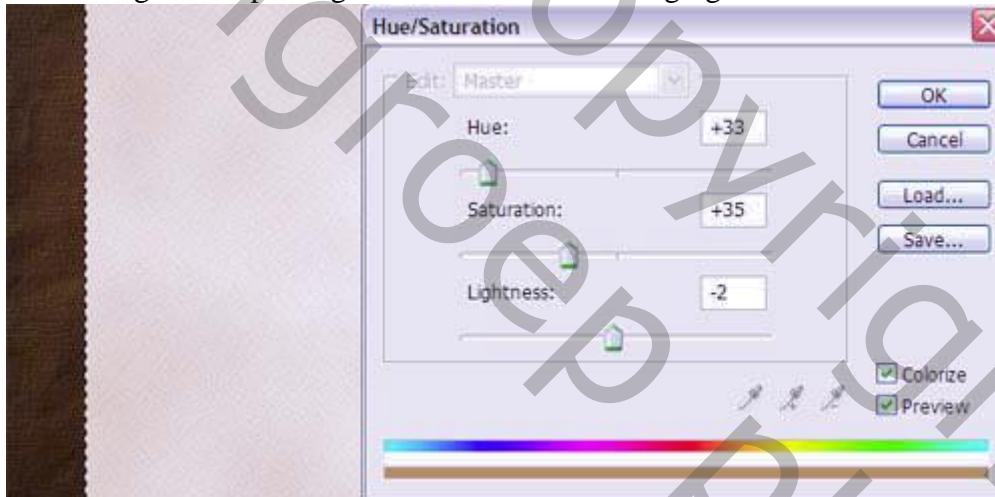 Hue/Saturation
Edit: Master
OK
Hue: +33
Cancel
Load...
Saturation: +35
Save...
Lightness: -2
Colorize
Preview